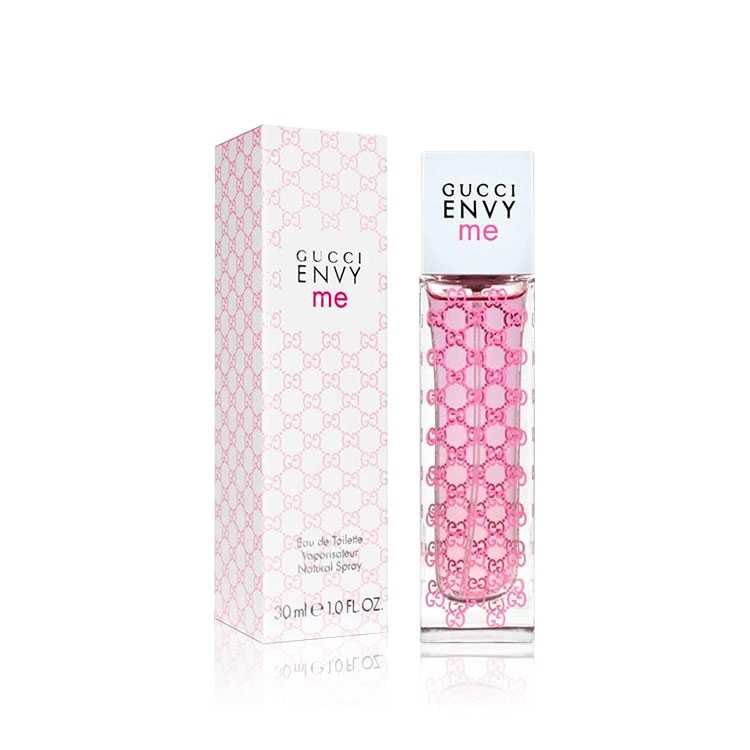 GUCCI
ENVY
me
Eau de Toilette
Vaporisateur
Natural Spray
30 ml e 1.0 FL. OZ.
GUCCI
ENVY
me